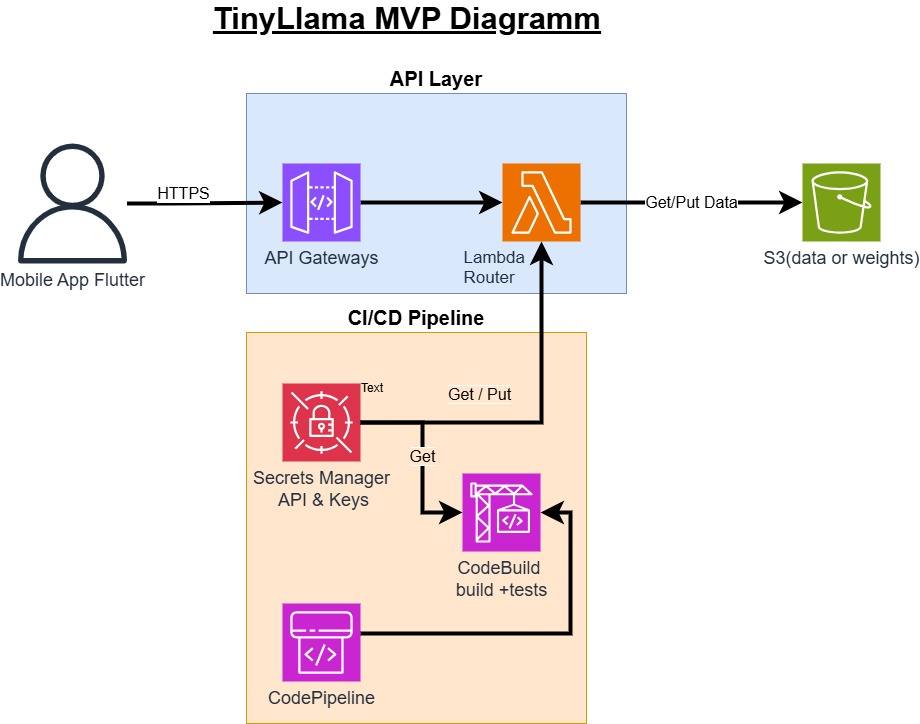 TinyLlama MVP Diagramm
API Layer
HTTPS
</>
Get/Put Data
Mobile App Flutter
API Gateways
Lambda
Router
S3(data or weights)
CI/CD Pipeline
Text
Get / Put
Get
Secrets Manager
API & Keys
</>
CodeBuild
build +tests
</>
CodePipeline